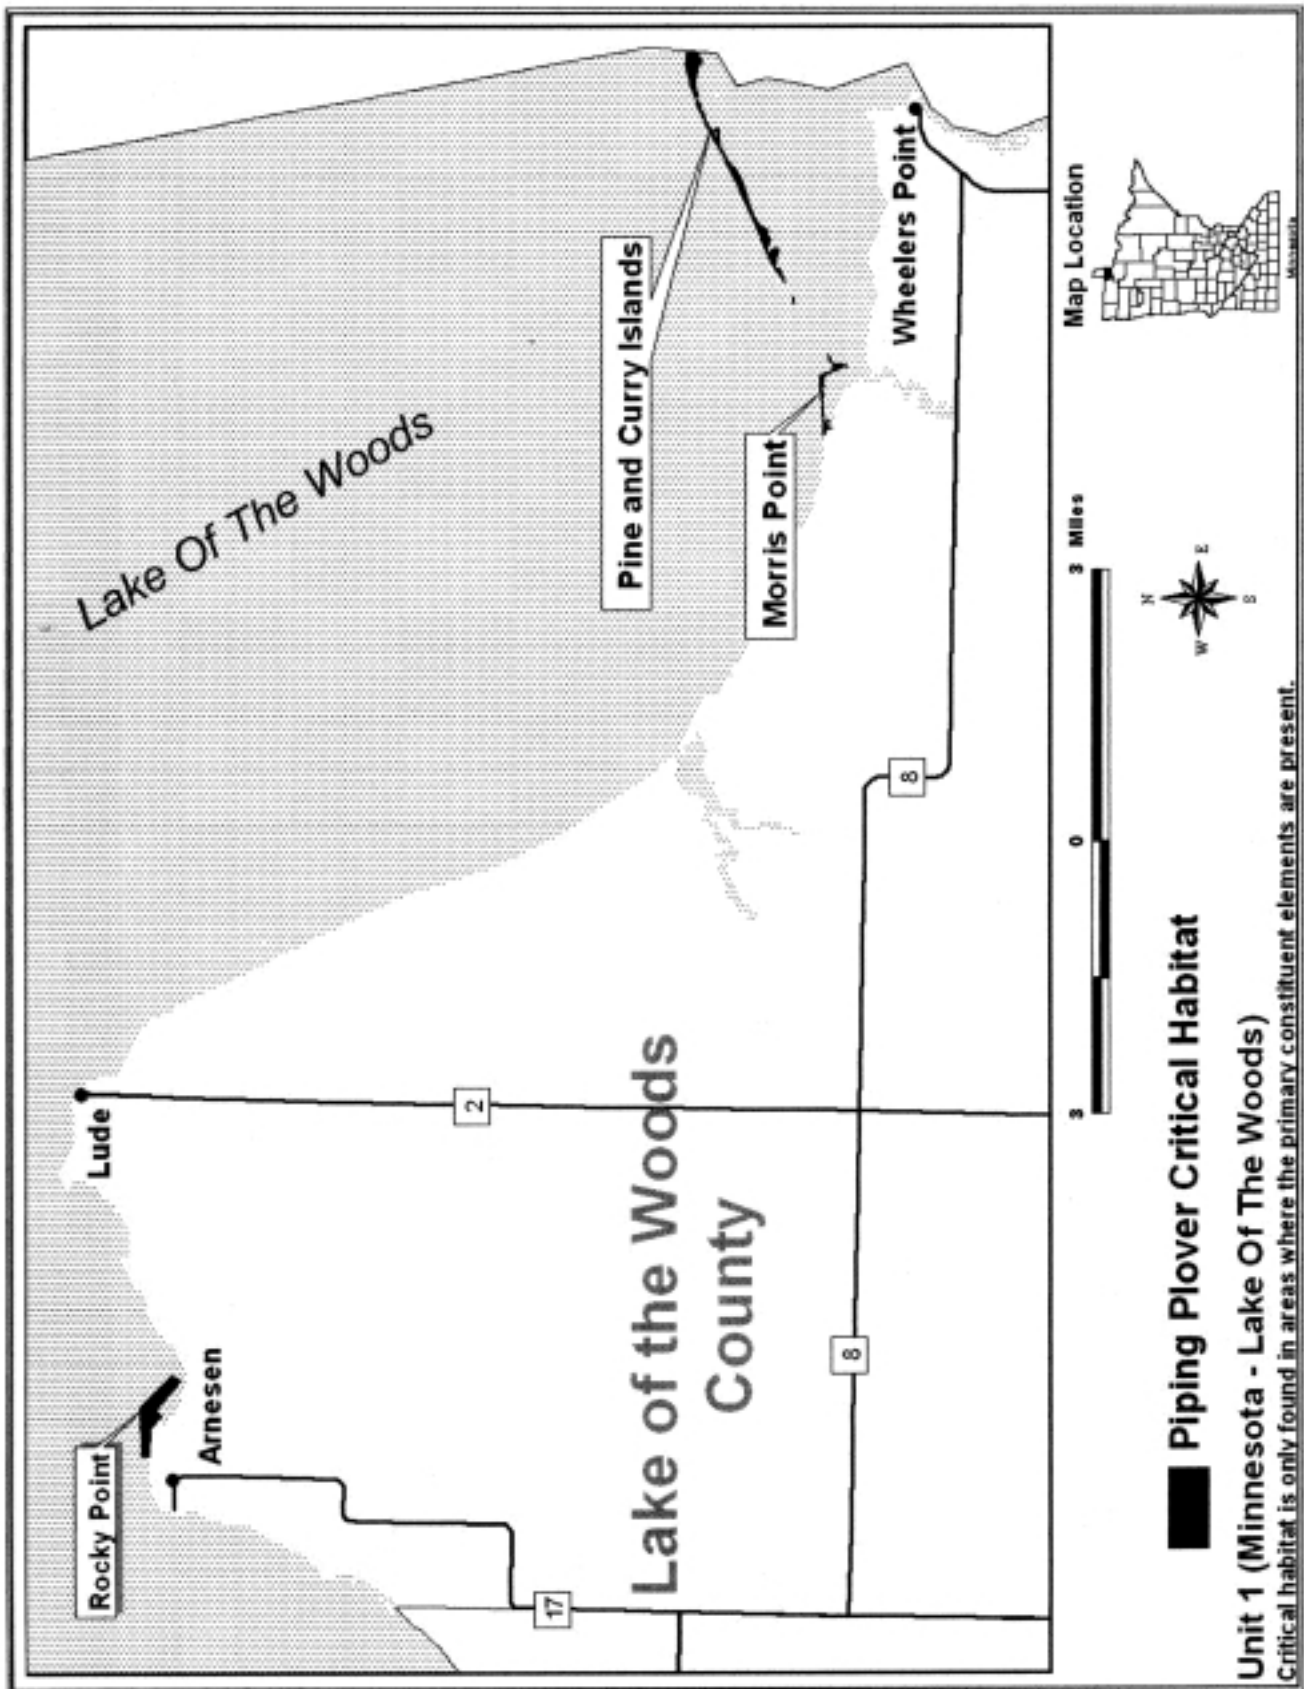 Lake Of The Woods
Lude
Rocky Point
Arnesen
Pine and Curry Islands
Morris Point
Wheelers Point
2
Lake of the Woods
County
17
8
8
3
0
3 Miles
Map Location
Minnesota
N
W
E
S
Piping Plover Critical Habitat
Unit 1 (Minnesota - Lake Of The Woods)
Critical habitat is only found in areas where the primary constituent elements are present.